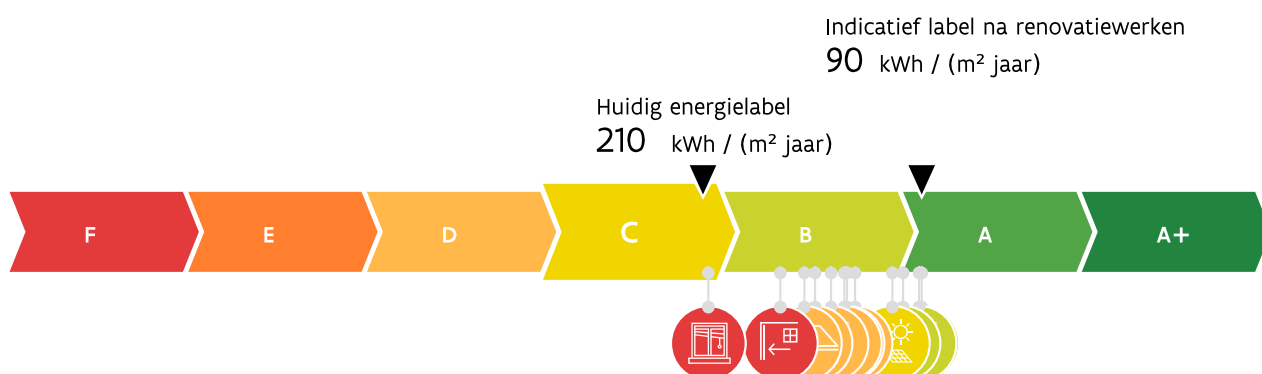 Indicatief label na renovatiewerken
90 kWh / (m² jaar)
Huidig energielabel
210 kWh / (m² jaar)
F E D C B A A+